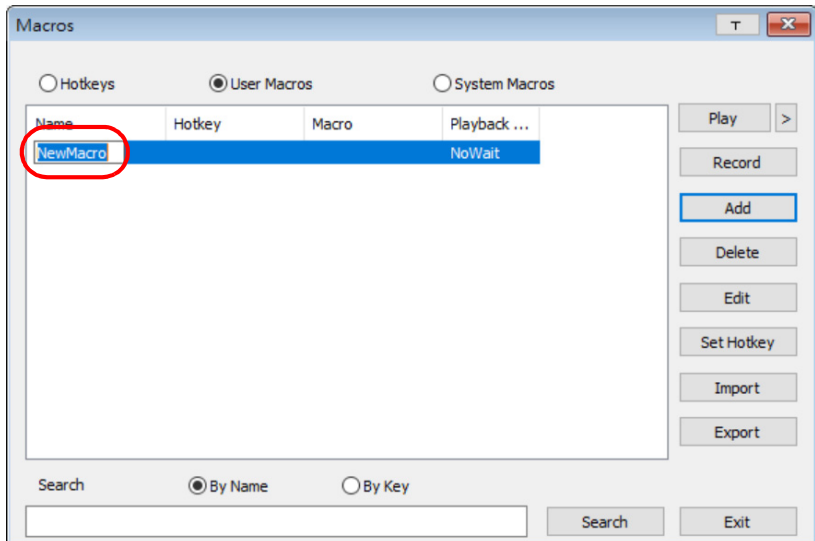 Macros
T
Hotkeys User Macros System Macros
Name Hotkey Macro Playback ... Play >
NewMacro NoWait
Record
Add
Delete
Edit
Set Hotkey
Import
Export
Search By Name By Key
Search Exit